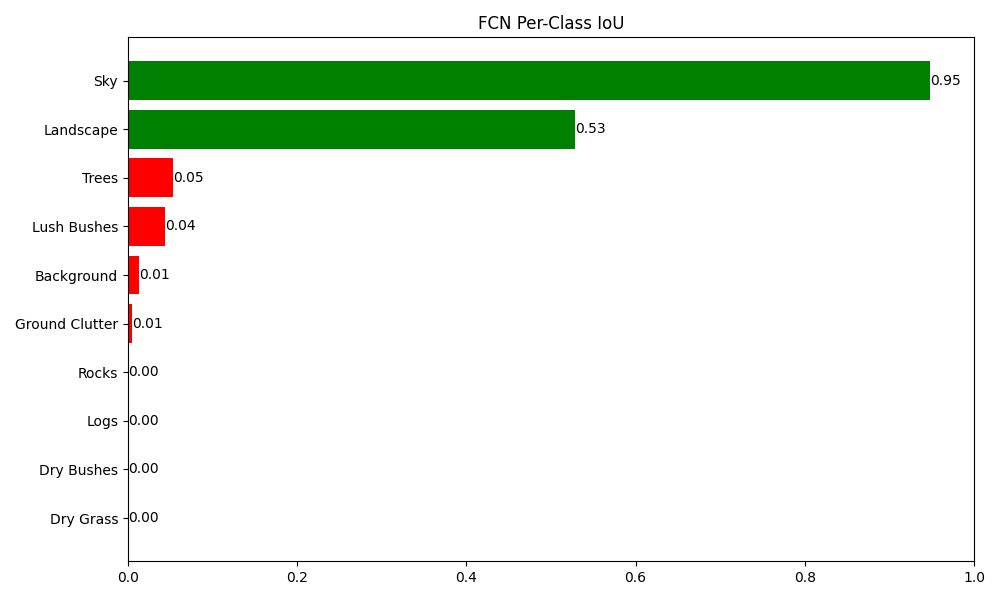 FCN Per-Class IoU
Sky 0.95
Landscape 0.53
Trees 0.05
Lush Bushes 0.04
Background 0.01
Ground Clutter 0.01
Rocks 0.00
Logs 0.00
Dry Bushes 0.00
Dry Grass 0.00
0.0 0.2 0.4 0.6 0.8 1.0